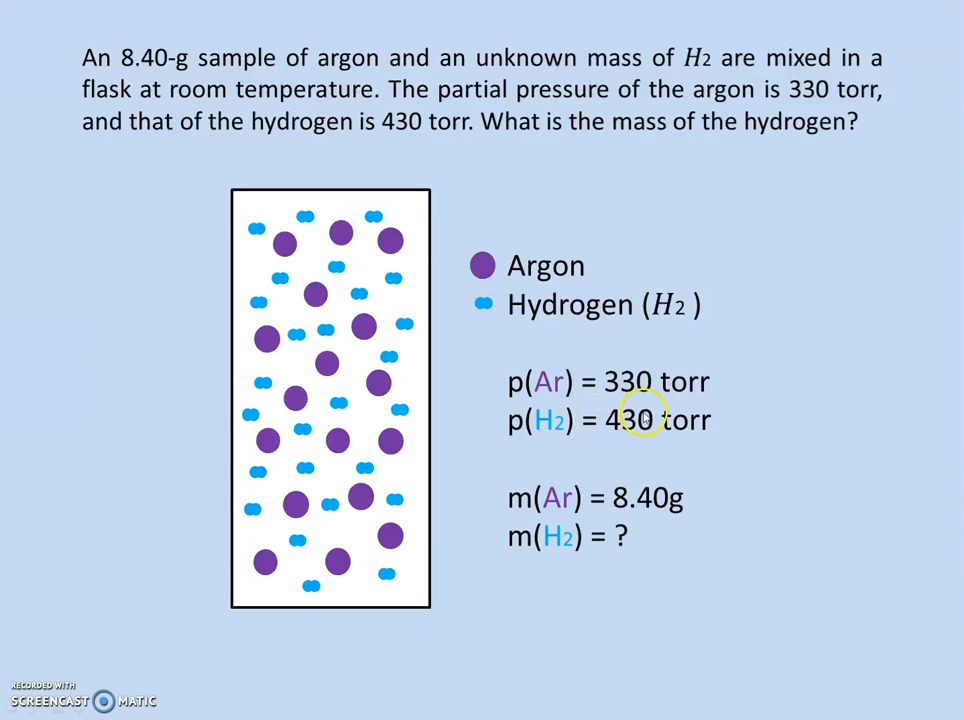 An 8.40-g sample of argon and an unknown mass of H2 are mixed in a
flask at room temperature. The partial pressure of the argon is 330 torr,
and that of the hydrogen is 430 torr. What is the mass of the hydrogen?
Argon
Hydrogen (H2 )
p(Ar) = 330 torr
p(H2) = 430 torr
m(Ar) = 8.40g
m(H2) = ?
RECORDED WITH
SCREENCAST MATIC